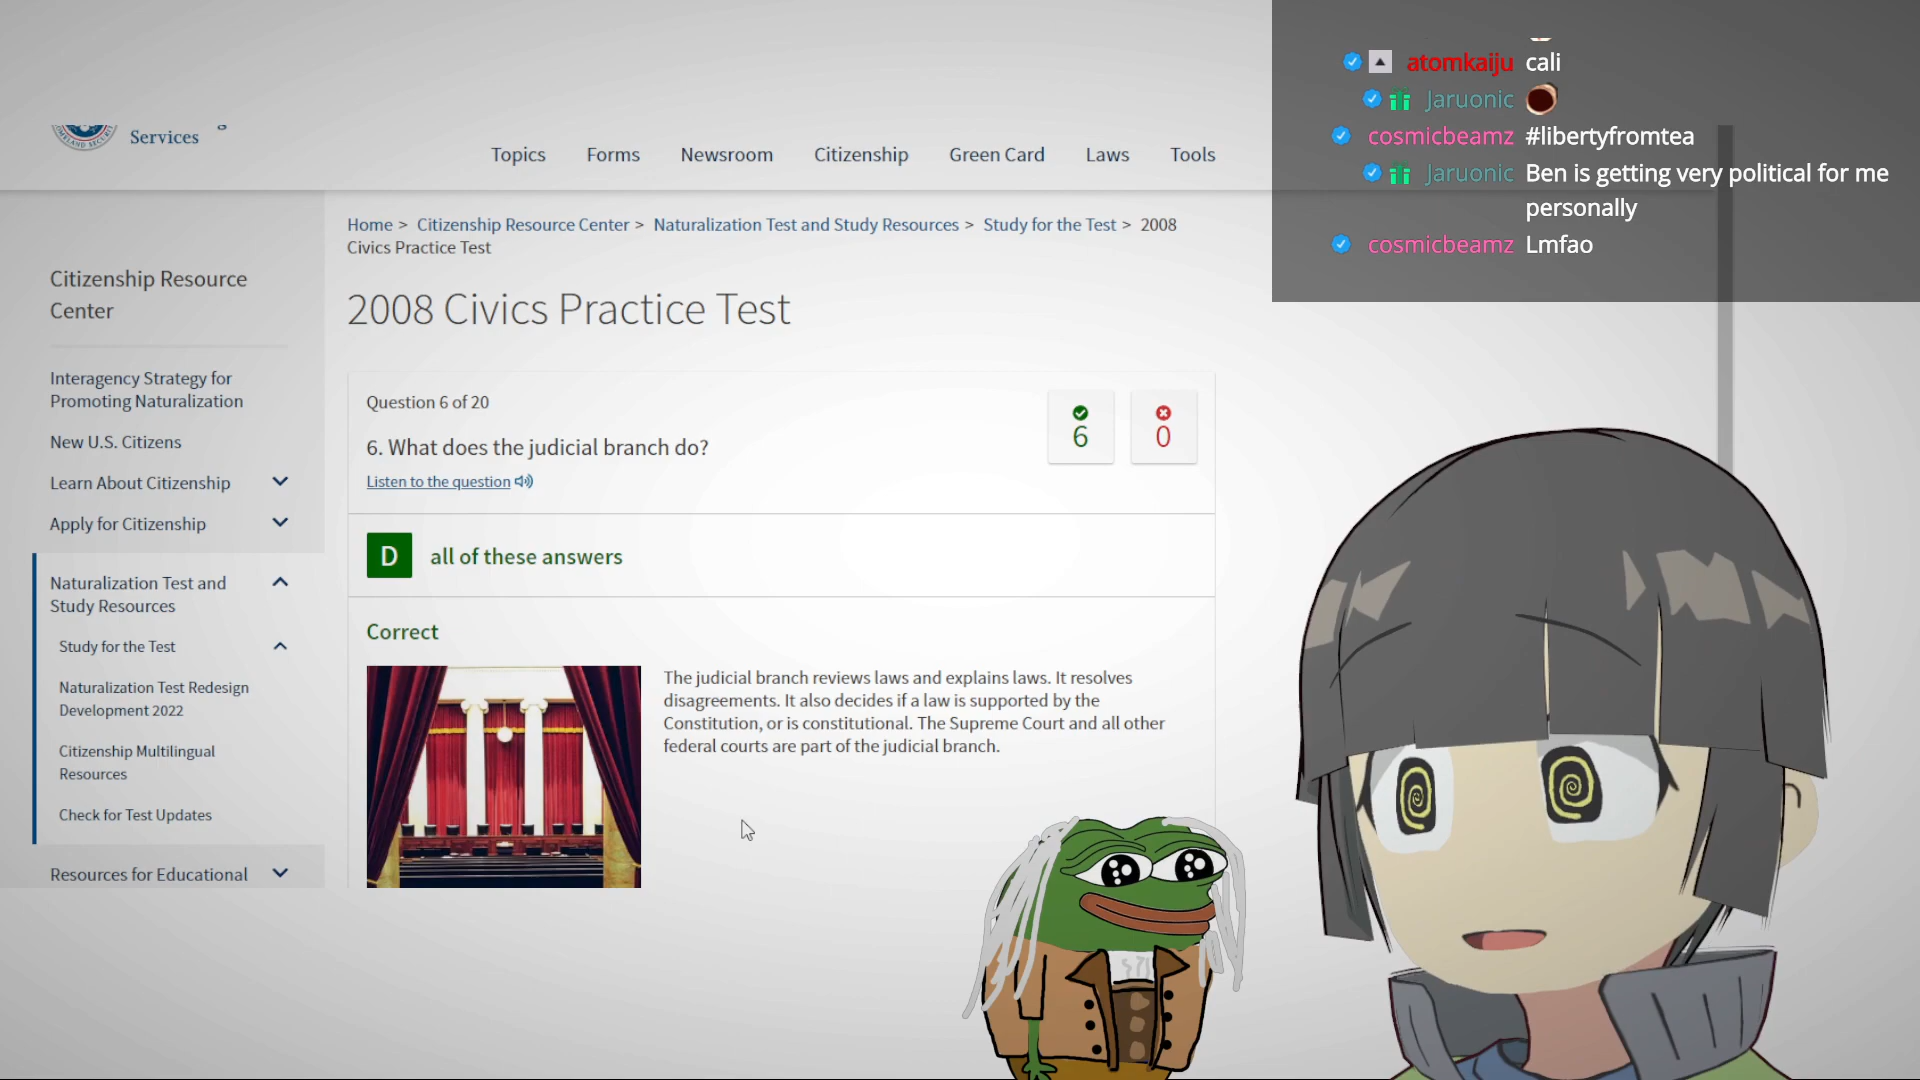 Services
Topics Forms Newsroom Citizenship Green Card Laws Tools
Citizenship Resource
Center
Interagency Strategy for
Promoting Naturalization
New U.S. Citizens
Learn About Citizenship
Apply for Citizenship
Naturalization Test and
Study Resources
Study for the Test
Naturalization Test Redesign
Development 2022
Citizenship Multilingual
Resources
Check for Test Updates
Resources for Educational
Home > Citizenship Resource Center > Naturalization Test and Study Resources > Study for the Test > 2008
Civics Practice Test
2008 Civics Practice Test
Question 6 of 20
6 0
6. What does the judicial branch do?
Listen to the question
D all of these answers
Correct
The judicial branch reviews laws and explains laws. It resolves
disagreements. It also decides if a law is supported by the
Constitution, or is constitutional. The Supreme Court and all other
federal courts are part of the judicial branch.
atomkaiju cali
Jaruonic
cosmicbeamz #libertyfromtea
Jaruonic Ben is getting very political for me
personally
cosmicbeamz Lmfao